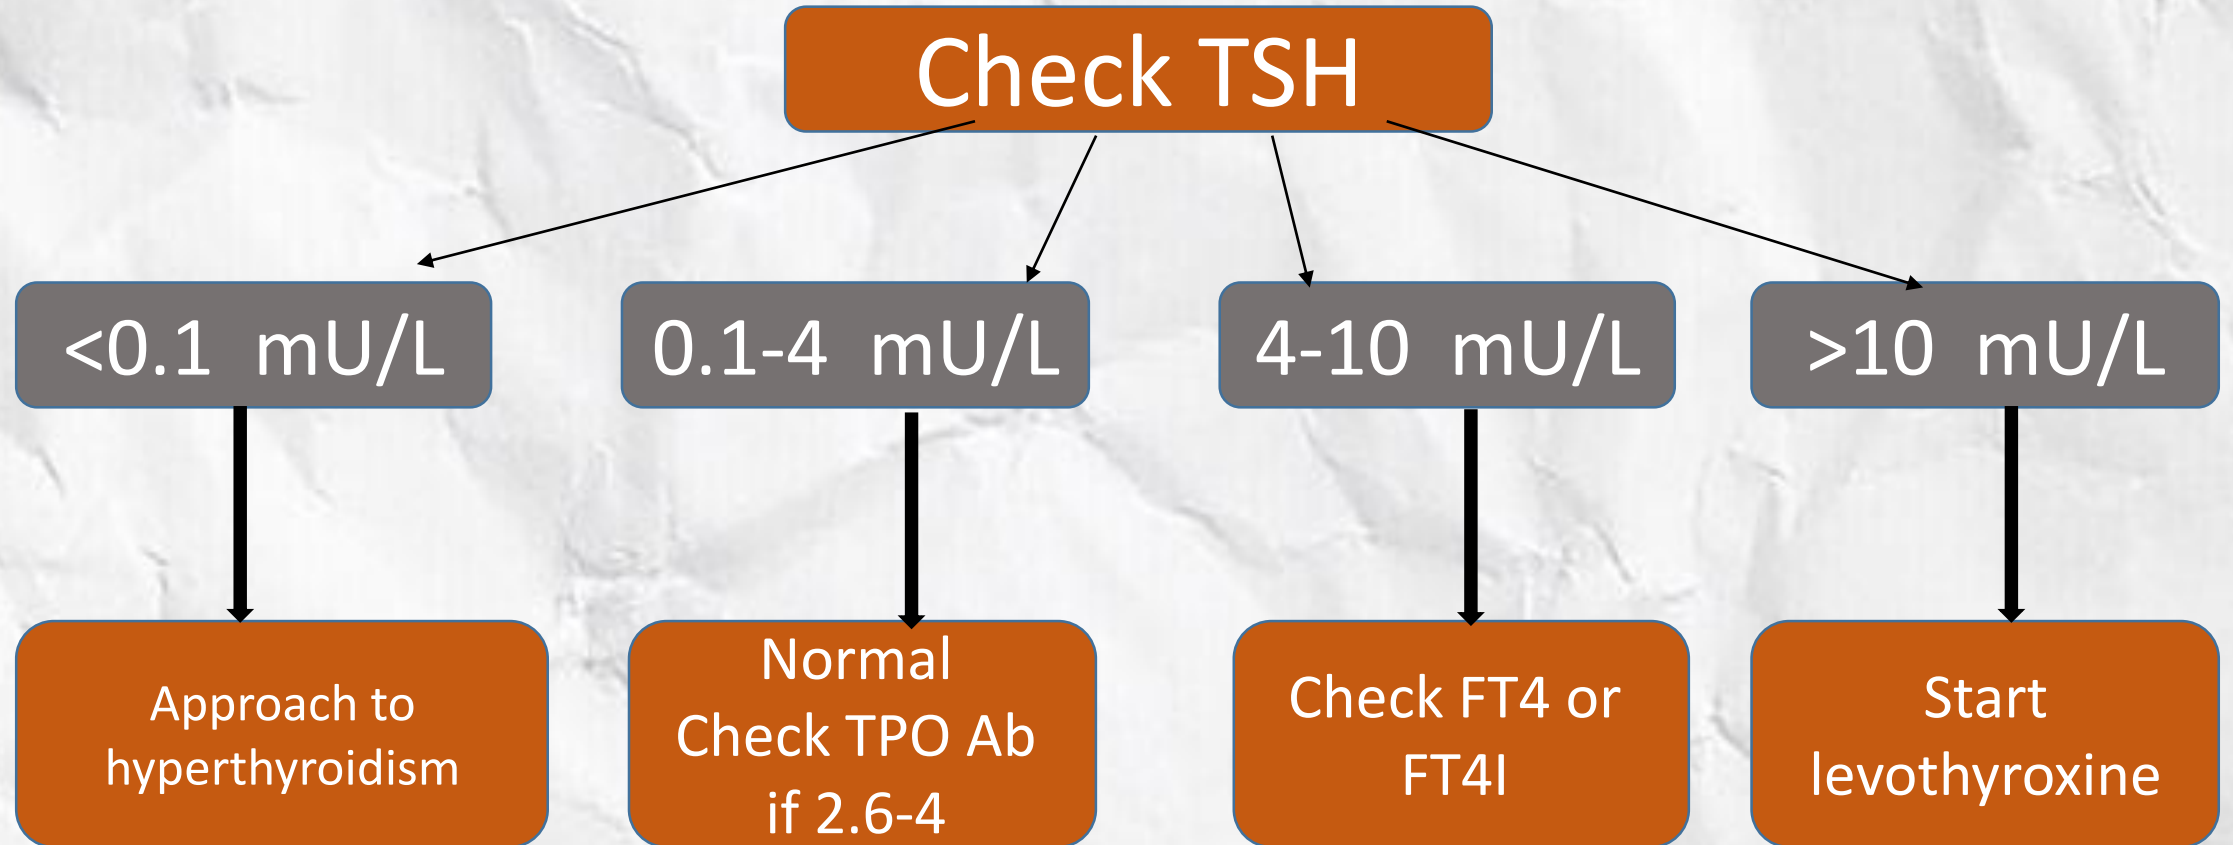 Check TSH
<0.1 mU/L
0.1-4 mU/L
4-10 mU/L
>10 mU/L
Approach to
hyperthyroidism
Normal
Check TPO Ab
if 2.6-4
Check FT4 or
FT4I
Start
levothyroxine